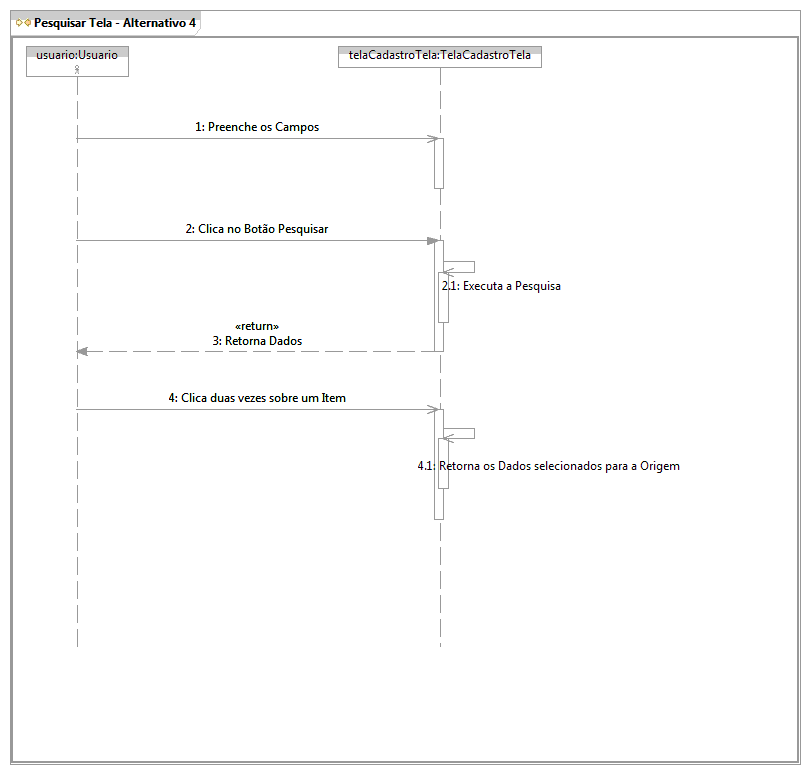 Pesquisar Tela - Alternativo 4
usuario:Usuario
telaCadastroTela:TelaCadastroTela
1: Preenche os Campos
2: Clica no Botão Pesquisar
2.1: Executa a Pesquisa
«return»
3: Retorna Dados
4: Clica duas vezes sobre um Item
4.1: Retorna os Dados selecionados para a Origem